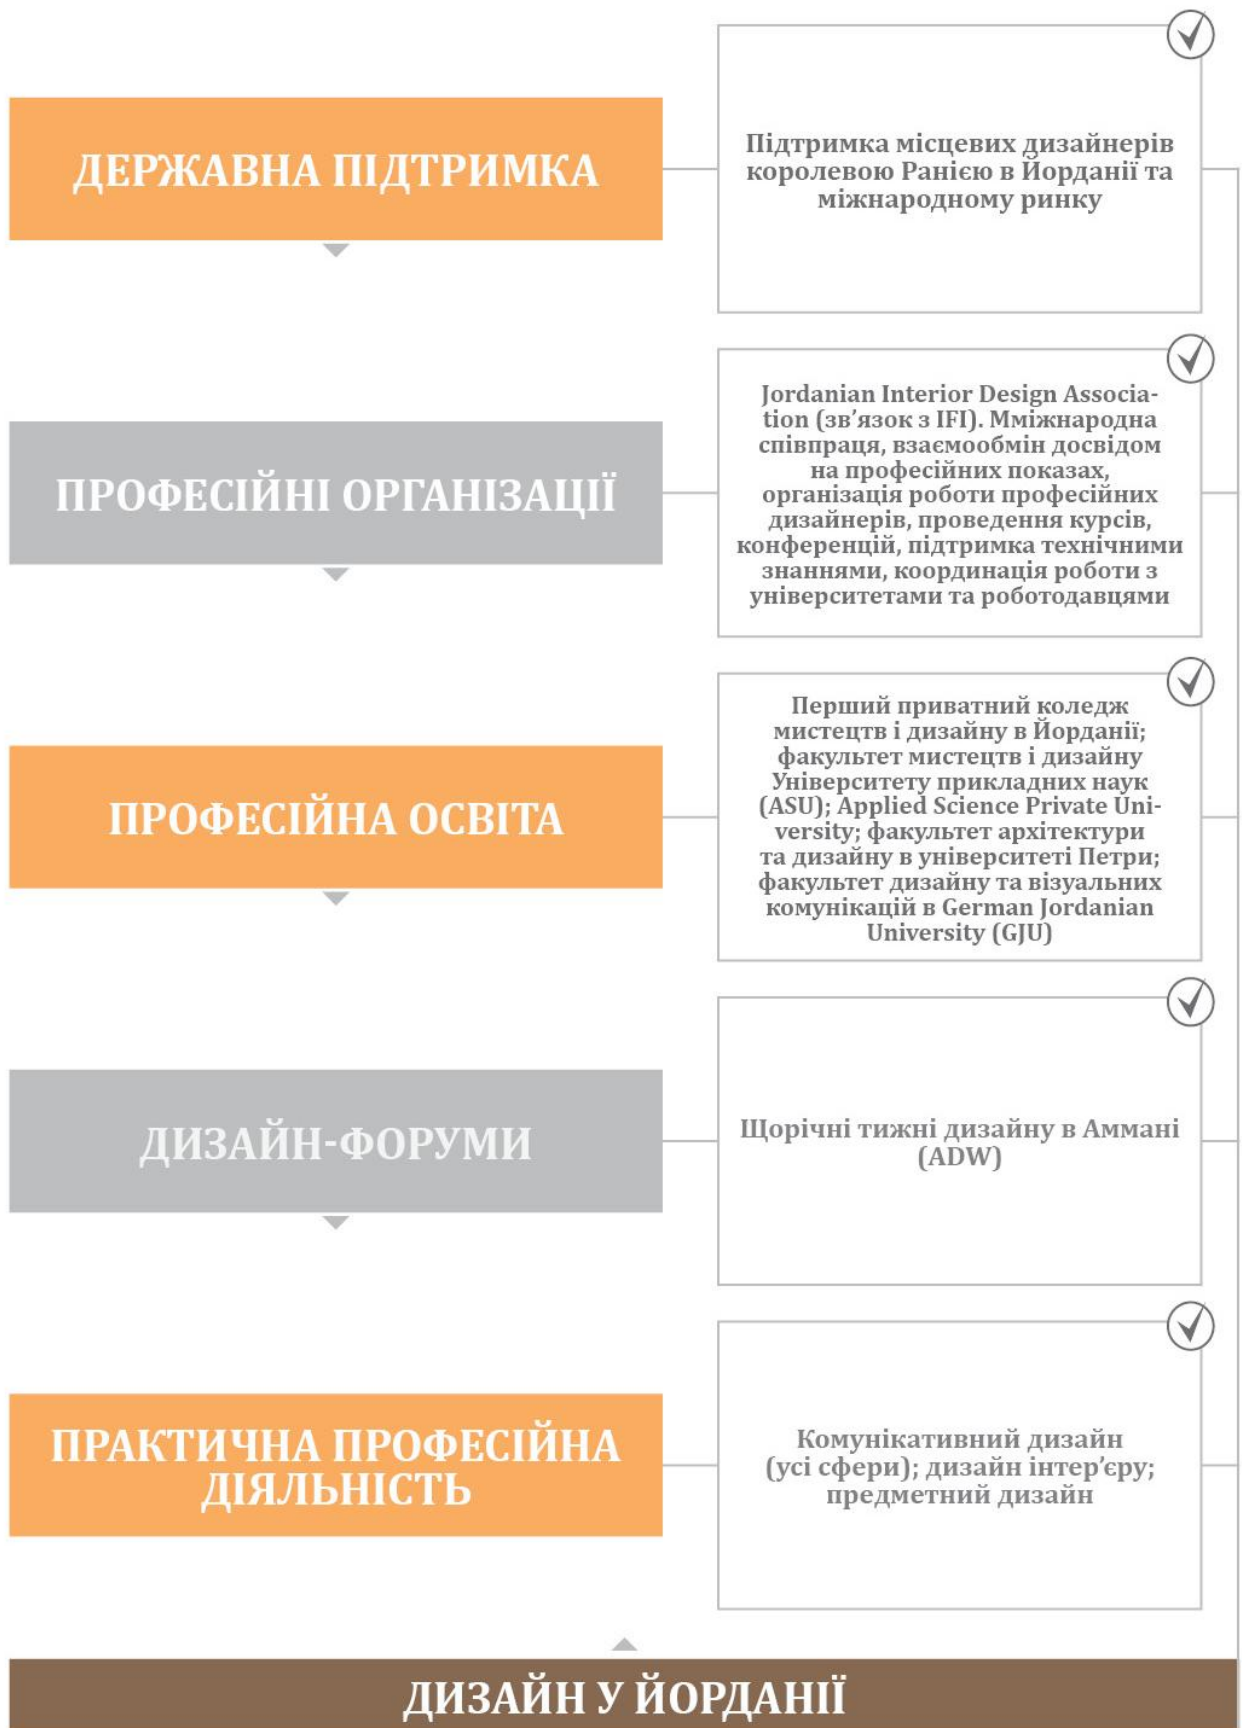 ДЕРЖАВНА ПІДТРИМКА
Підтримка місцевих дизайнерів
королевою Ранією в Йорданії та
міжнародному ринку
ПРОФЕСІЙНІ ОРГАНІЗАЦІЇ
Jordanian Interior Design Associa-
tion (зв’язок з IFI). Мміжнародна
співпраця, взаємообмін досвідом
на професійних показах,
організація роботи професійних
дизайнерів, проведення курсів,
конференцій, підтримка технічними
знаннями, координація роботи з
університетами та роботодавцями
ПРОФЕСІЙНА ОСВІТА
Перший приватний коледж
мистецтв і дизайну в Йорданії;
факультет мистецтв і дизайну
Університету прикладних наук
(ASU); Applied Science Private Uni-
versity; факультет архітектури
та дизайну в університеті Петри;
факультет дизайну та візуальних
комунікацій в German Jordanian
University (GJU)
ДИЗАЙН-ФОРУМИ
Щорічні тижні дизайну в Аммані
(ADW)
ПРАКТИЧНА ПРОФЕСІЙНА
ДІЯЛЬНІСТЬ
Комунікативний дизайн
(усі сфери); дизайн інтер’єру;
предметний дизайн
ДИЗАЙН У ЙОРДАНІЇ